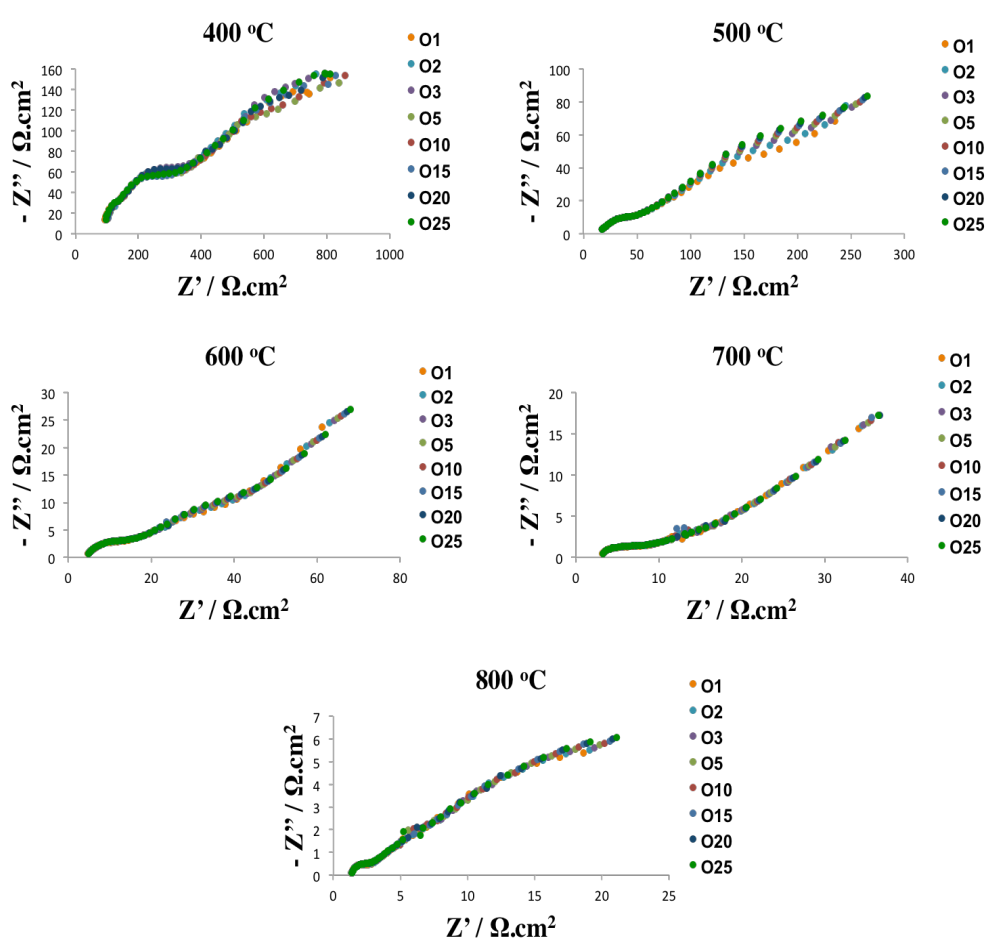 400 ºC
- Z’’ / Ω.cm²
160
140
120
100
80
60
40
20
0
0 200 400 600 800 1000
Z’ / Ω.cm²
O1
O2
O3
O5
O10
O15
O20
O25
500 ºC
- Z’’ / Ω.cm²
100
80
60
40
20
0
0 50 100 150 200 250 300
Z’ / Ω.cm²
O1
O2
O3
O5
O10
O15
O20
O25
600 ºC
- Z’’ / Ω.cm²
30
25
20
15
10
5
0
0 20 40 60 80
Z’ / Ω.cm²
O1
O2
O3
O5
O10
O15
O20
O25
700 ºC
- Z’’ / Ω.cm²
20
15
10
5
0
0 10 20 30 40
Z’ / Ω.cm²
O1
O2
O3
O5
O10
O15
O20
O25
800 ºC
- Z’’ / Ω.cm²
7
6
5
4
3
2
1
0
0 5 10 15 20 25
Z’ / Ω.cm²
O1
O2
O3
O5
O10
O15
O20
O25